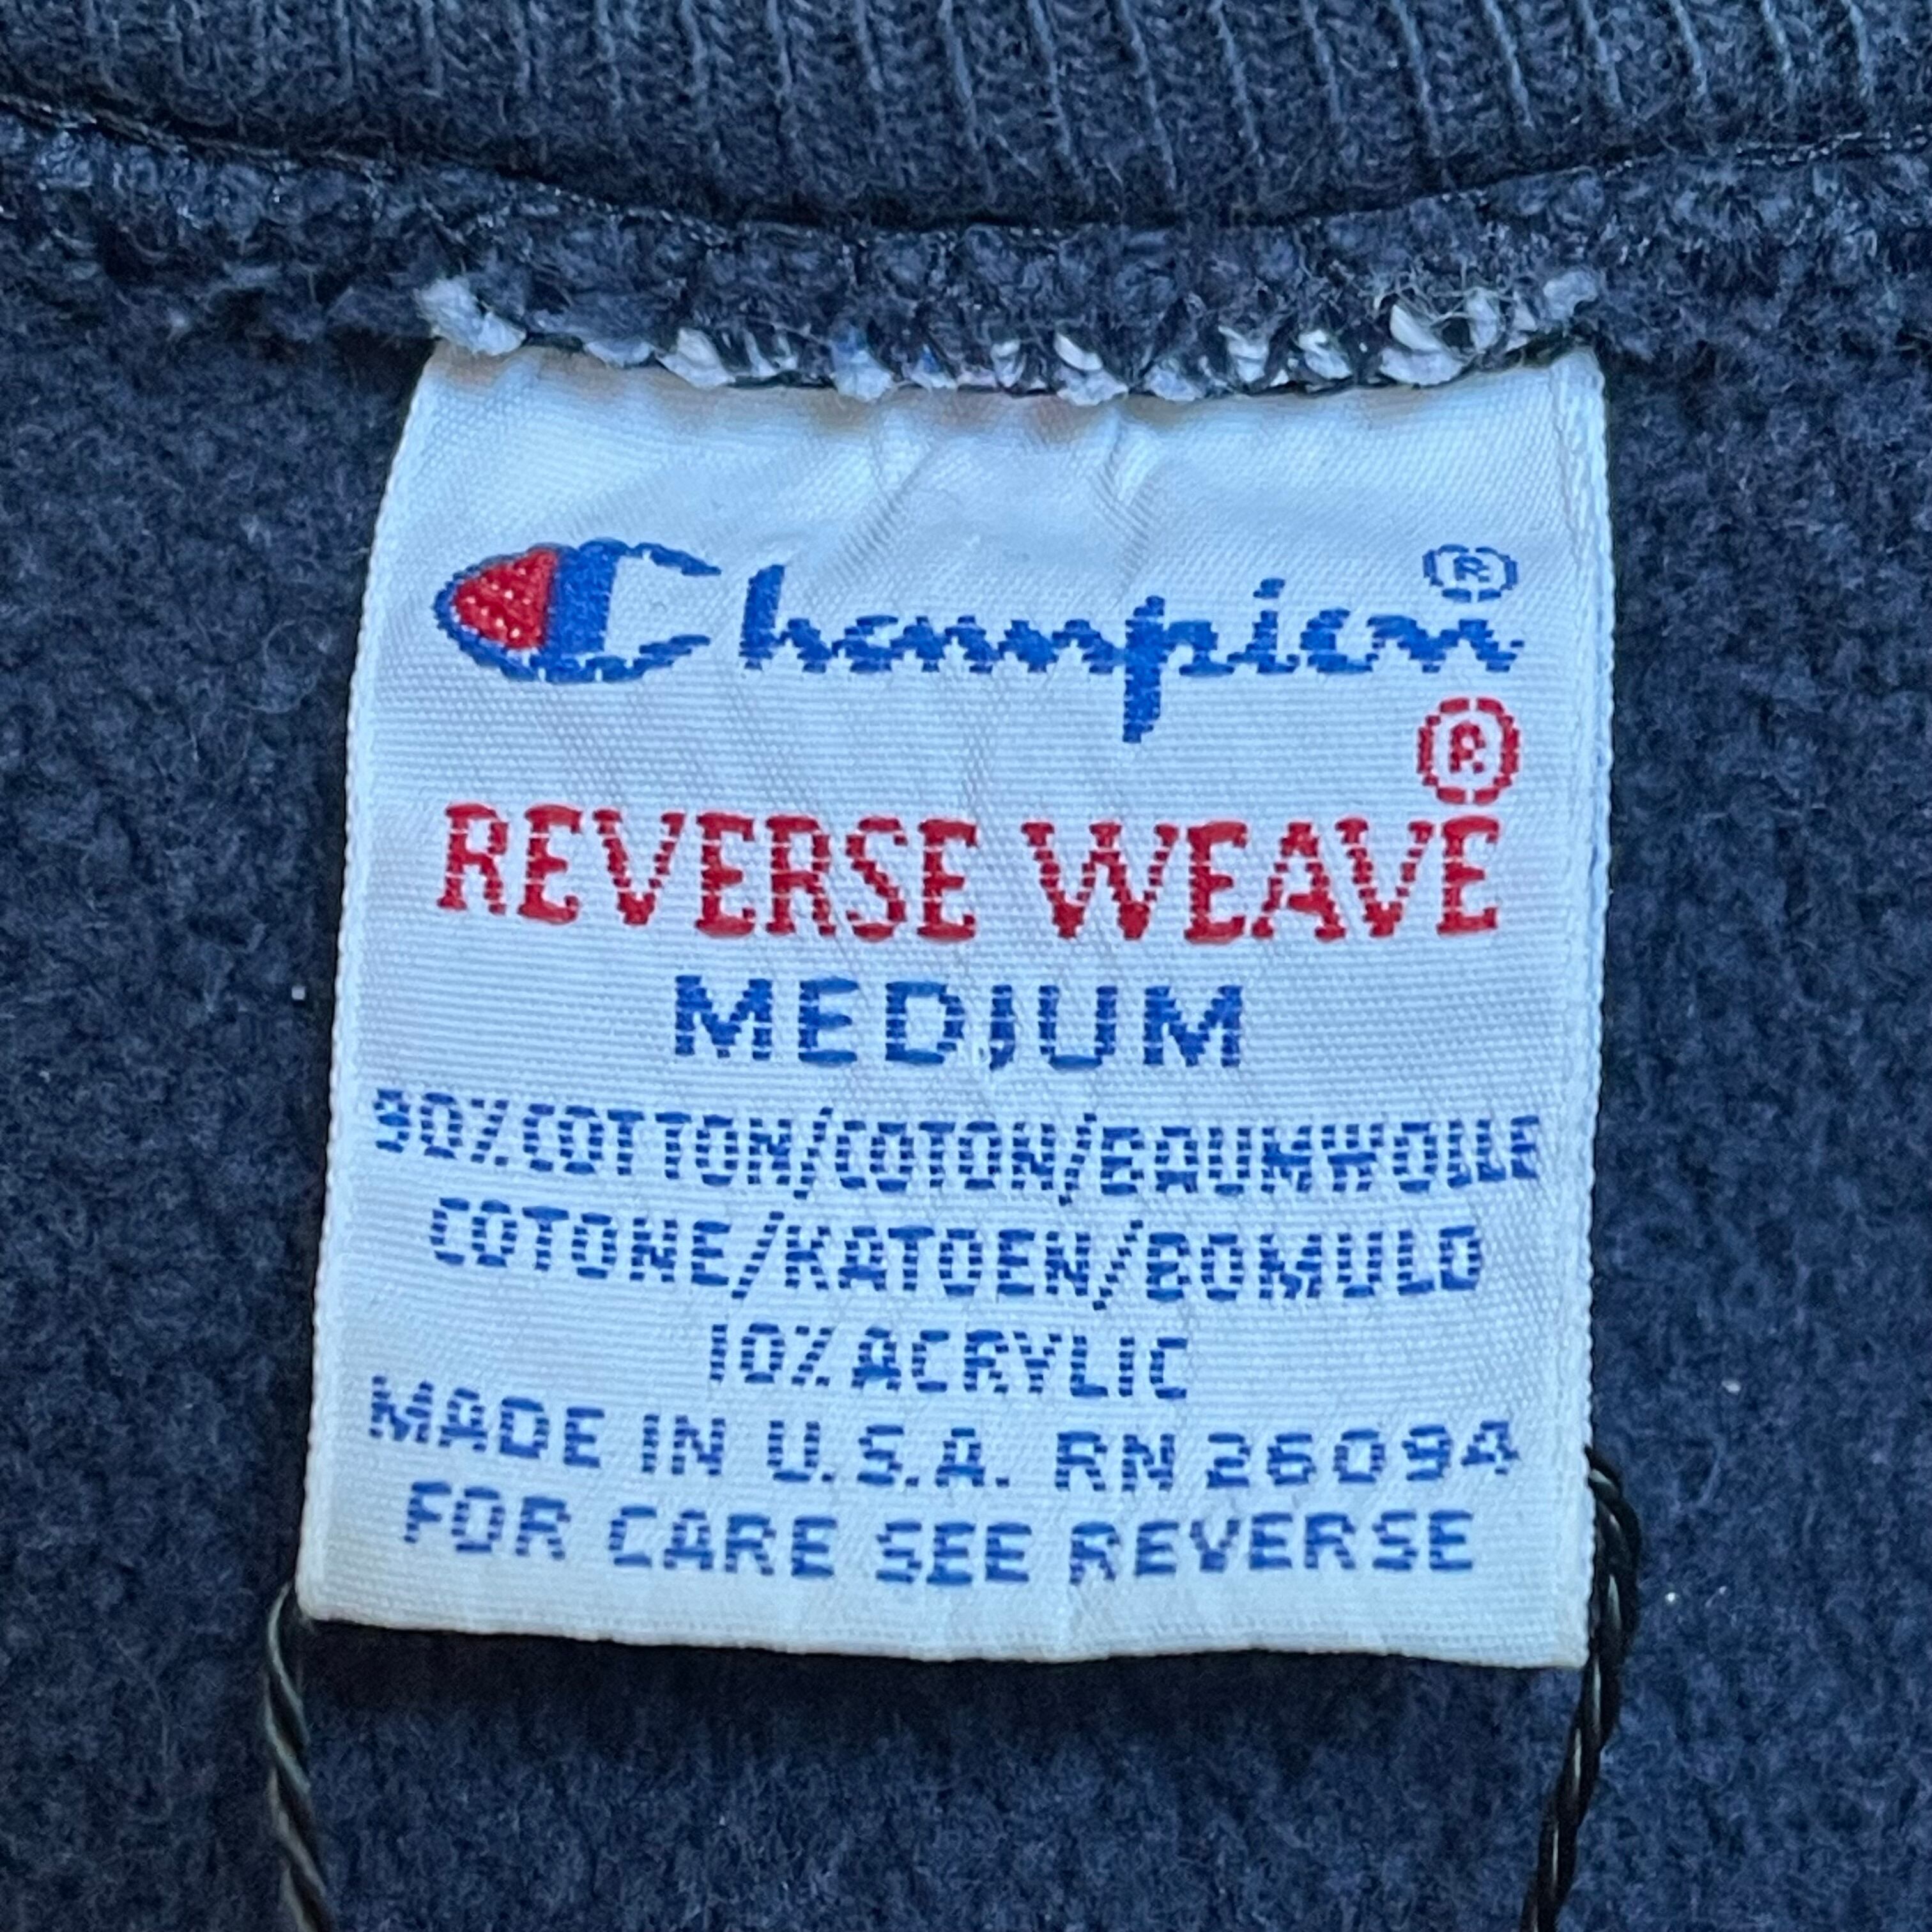 Champion ®
®
REVERSE WEAVE
MEDIUM
90% COTTON/COTON/BAUMWOLLE
COTONE/KATOEN/BOMULD
10% ACRYLIC
MADE IN U.S.A. RN 26094
FOR CARE SEE REVERSE